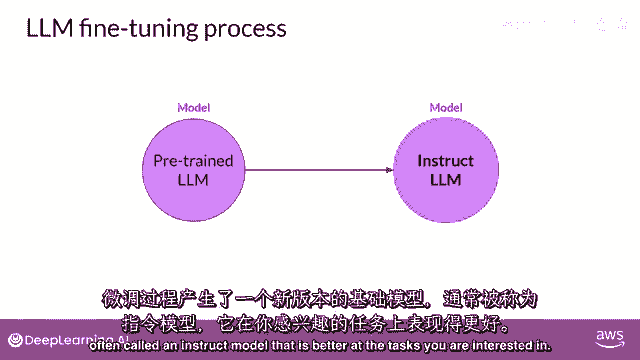 LLM fine-tuning process
Model
Model
Pre-trained
LLM
Instruct
LLM
微调过程产生了一个新版本的基础模型，通常被称为
指令模型，它在你感兴趣的任务上表现得更好。
often called an instruct model that is better at the tasks you are interested in.
DeepLearning.AI
aws